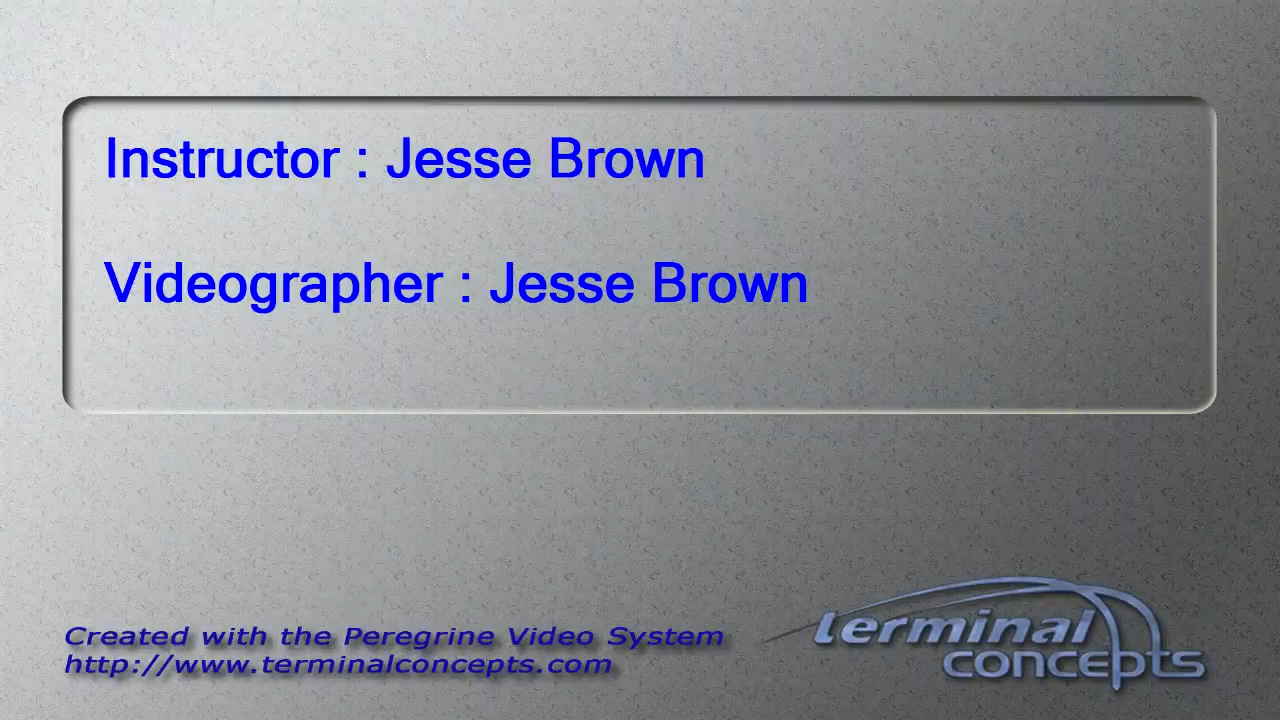 Instructor : Jesse Brown
Videographer : Jesse Brown
Created with the Peregrine Video System
http://www.terminalconcepts.com
terminal
concepts